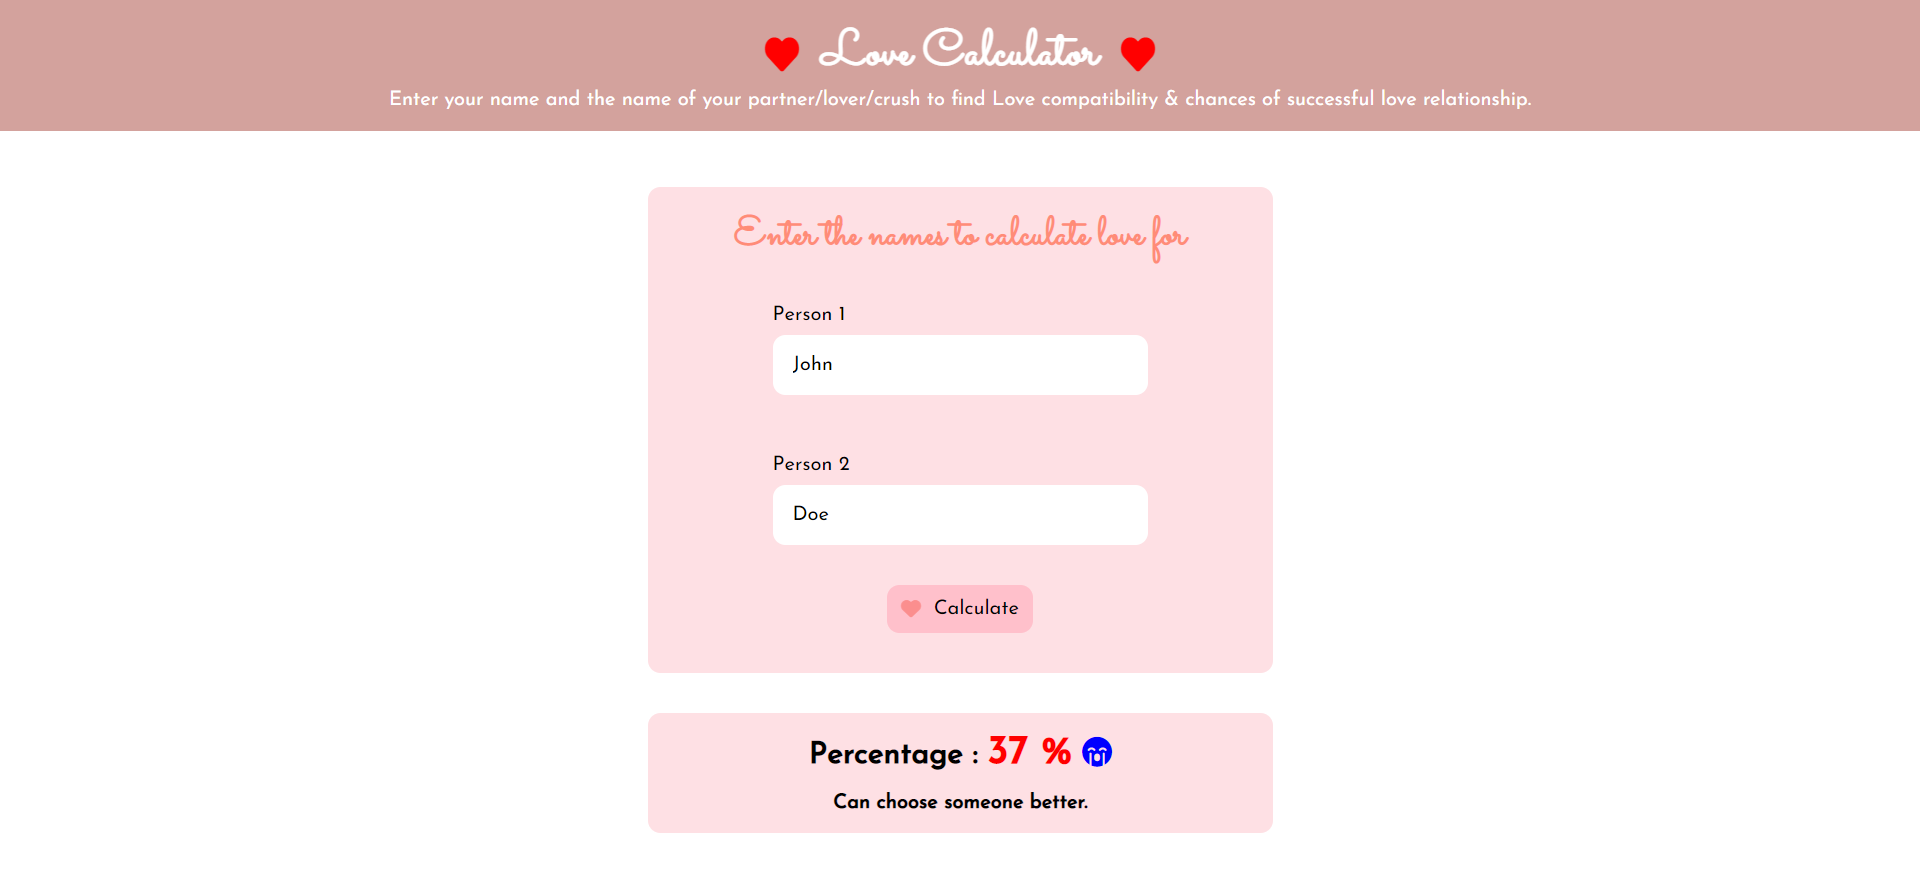 Love Calculator
Enter your name and the name of your partner/lover/crush to find Love compatibility & chances of successful love relationship.
Enter the names to calculate love for
Person 1
John
Person 2
Doe
Calculate
Percentage : 37 %
Can choose someone better.